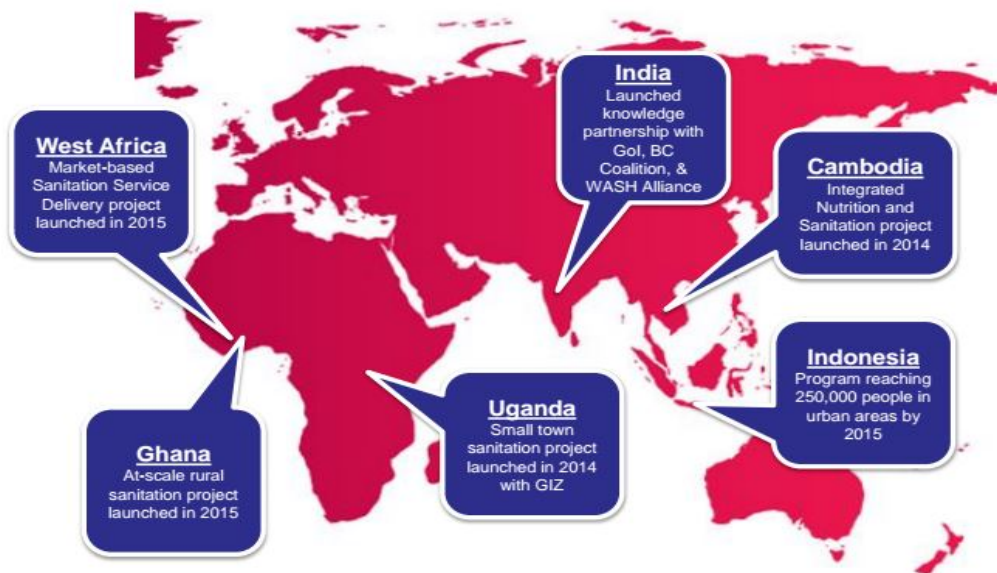 West Africa
Market-based
Sanitation Service
Delivery project
launched in 2015
India
Launched
knowledge
partnership with
GoI, BC
Coalition, &
WASH Alliance
Cambodia
Integrated
Nutrition and
Sanitation project
launched in 2014
Ghana
At-scale rural
sanitation project
launched in 2015
Uganda
Small town
sanitation project
launched in 2014
with GIZ
Indonesia
Program reaching
250,000 people in
urban areas by
2015